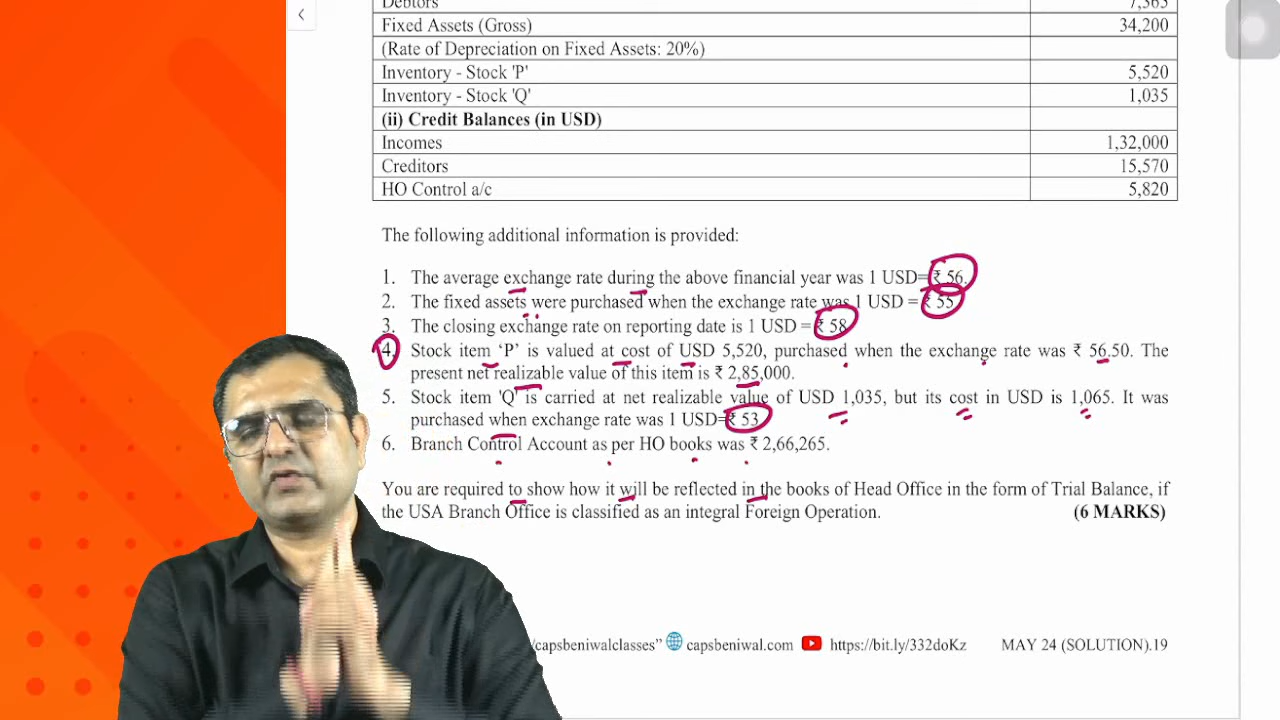 Debtors 7,365
Fixed Assets (Gross) 34,200
(Rate of Depreciation on Fixed Assets: 20%)
Inventory - Stock 'P' 5,520
Inventory - Stock 'Q' 1,035
(ii) Credit Balances (in USD)
Incomes 1,32,000
Creditors 15,570
HO Control a/c 5,820
The following additional information is provided:
1. The average exchange rate during the above financial year was 1 USD= ₹ 56.
2. The fixed assets were purchased when the exchange rate was 1 USD = ₹ 55
3. The closing exchange rate on reporting date is 1 USD = ₹ 58
4. Stock item ‘P’ is valued at cost of USD 5,520, purchased when the exchange rate was ₹ 56.50. The
present net realizable value of this item is ₹ 2,85,000.
5. Stock item 'Q' is carried at net realizable value of USD 1,035, but its cost in USD is 1,065. It was
purchased when exchange rate was 1 USD= ₹ 53
6. Branch Control Account as per HO books was ₹ 2,66,265.
You are required to show how it will be reflected in the books of Head Office in the form of Trial Balance, if
the USA Branch Office is classified as an integral Foreign Operation. (6 MARKS)
/capsbeniwalclasses” capsbeniwal.com https://bit.ly/332doKz MAY 24 (SOLUTION).19